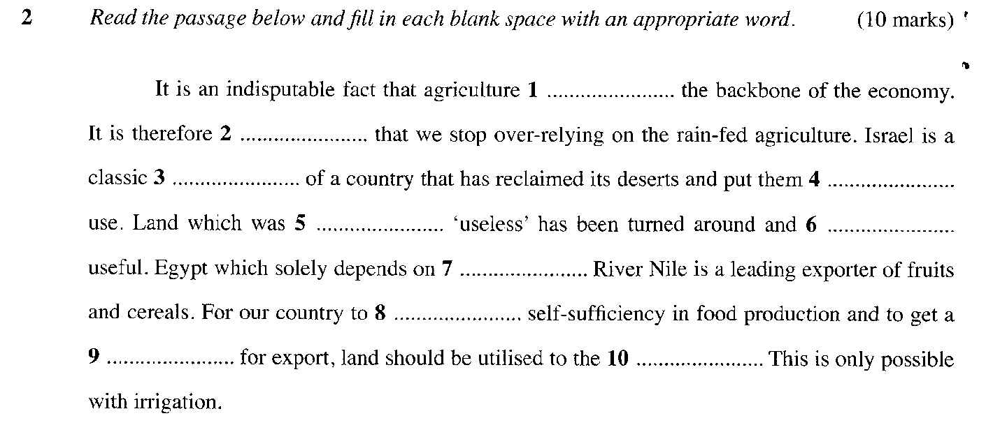 2 Read the passage below and fill in each blank space with an appropriate word. (10 marks)
It is an indisputable fact that agriculture 1 ....................... the backbone of the economy.
It is therefore 2 ....................... that we stop over-relying on the rain-fed agriculture. Israel is a
classic 3 ....................... of a country that has reclaimed its deserts and put them 4 .......................
use. Land which was 5 ....................... ‘useless’ has been turned around and 6 .......................
useful. Egypt which solely depends on 7 ....................... River Nile is a leading exporter of fruits
and cereals. For our country to 8 ....................... self-sufficiency in food production and to get a
9 ....................... for export, land should be utilised to the 10 ....................... This is only possible
with irrigation.